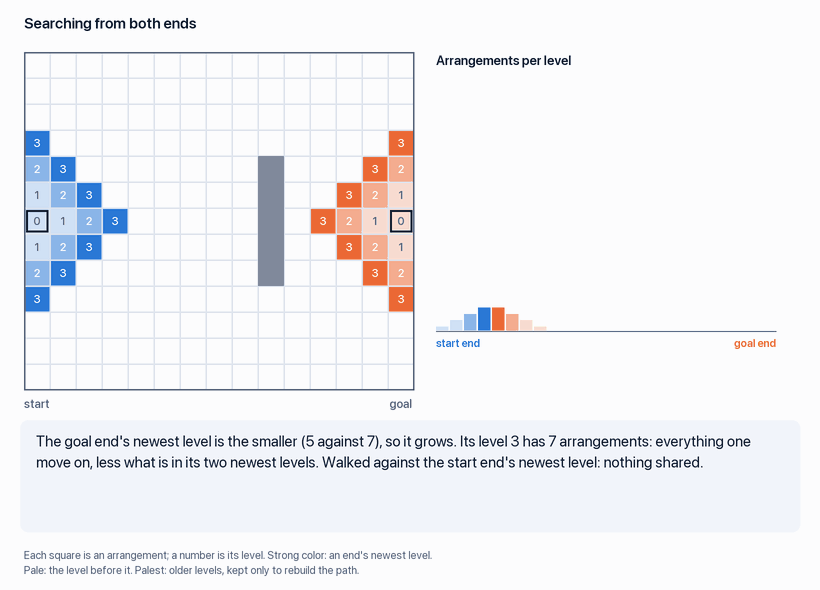 Searching from both ends
Arrangements per level
3 3
2 3 3 2
1 2 3 3 2 1
0 1 2 3 3 2 1 0
1 2 3 3 2 1
2 3 3 2
3 3
start end goal end
start goal
The goal end's newest level is the smaller (5 against 7), so it grows. Its level 3 has 7 arrangements: everything one
move on, less what is in its two newest levels. Walked against the start end's newest level: nothing shared.
Each square is an arrangement; a number is its level. Strong color: an end's newest level.
Pale: the level before it. Palest: older levels, kept only to rebuild the path.